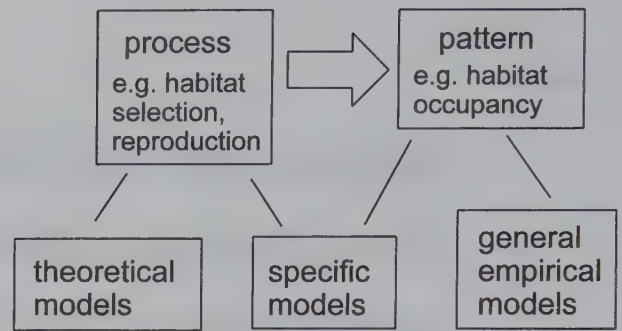 process
e.g. habitat
selection,
reproduction
pattern
e.g. habitat
occupancy
theoretical
models
specific
models
general
empirical
models